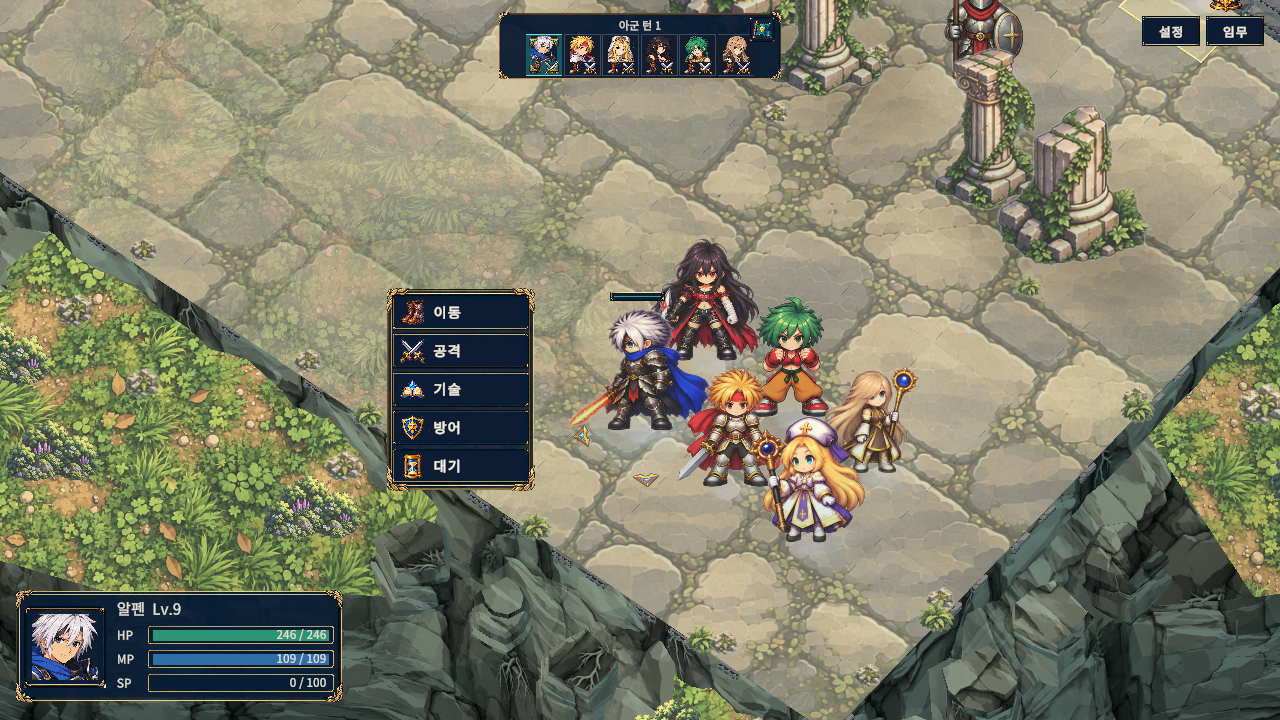 아군 턴 1
설정
임무
이동
공격
기술
방어
대기
알펜 Lv.9
HP 246 / 246
MP 109 / 109
SP 0 / 100